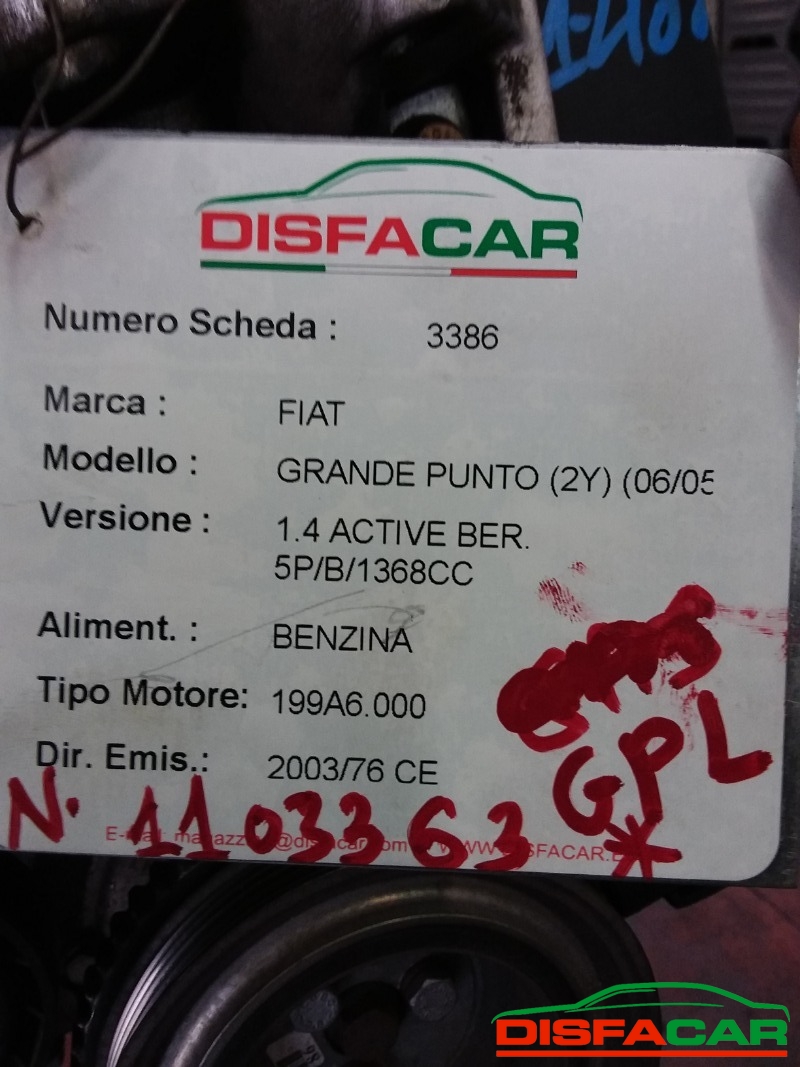 DISFACAR
Numero Scheda : 3386
Marca : FIAT
Modello : GRANDE PUNTO (2Y) (06/05
Versione : 1.4 ACTIVE BER.
5P/B/1368CC
Aliment. : BENZINA
Tipo Motore: 199A6.000
GPL
Dir. Emis.: 2003/76 CE
N. 1103363 *
DISFACAR